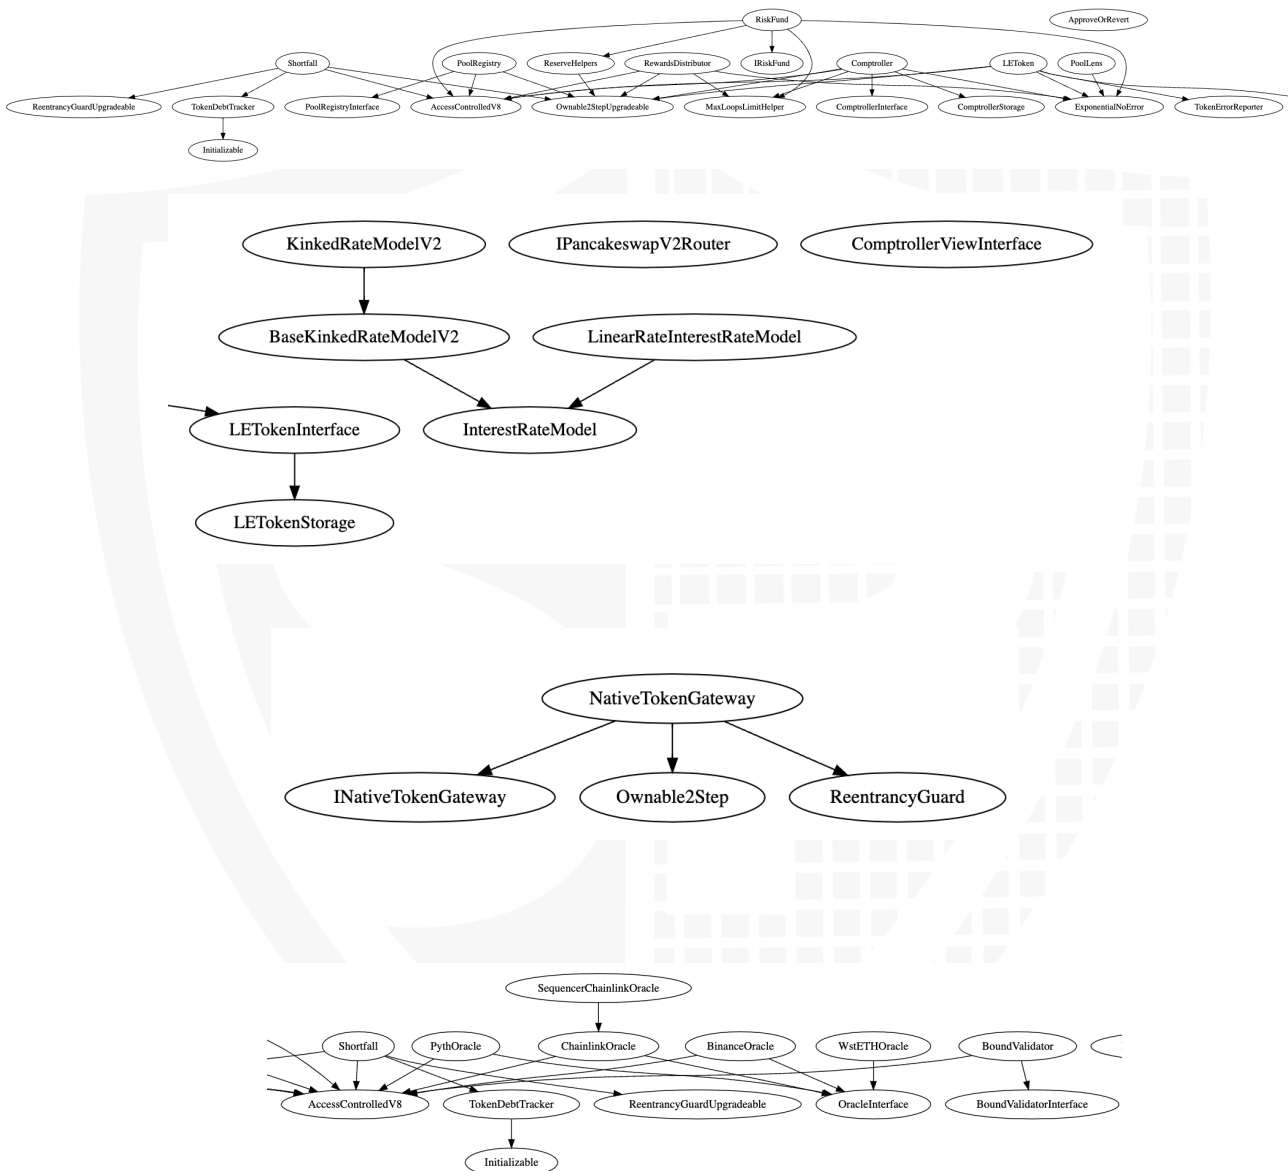 RiskFund
ApproveOrRevert
Shortfall
PoolRegistry
ReserveHelpers
IRiskFund
RewardsDistributor
Comptroller
LEToken
PoolLens
ReentrancyGuardUpgradeable
TokenDebtTracker
PoolRegistryInterface
AccessControlledV8
Ownable2StepUpgradeable
MaxLoopsLimitHelper
ComptrollerInterface
ComptrollerStorage
ExponentialNoError
TokenErrorReporter
Initializable
KinkedRateModelV2
IPancakeswapV2Router
ComptrollerViewInterface
BaseKinkedRateModelV2
LinearRateInterestRateModel
LETokenInterface
InterestRateModel
LETokenStorage
NativeTokenGateway
INativeTokenGateway
Ownable2Step
ReentrancyGuard
SequencerChainlinkOracle
Shortfall
PythOracle
ChainlinkOracle
BinanceOracle
WstETHOracle
BoundValidator
AccessControlledV8
TokenDebtTracker
ReentrancyGuardUpgradeable
OracleInterface
BoundValidatorInterface
Initializable